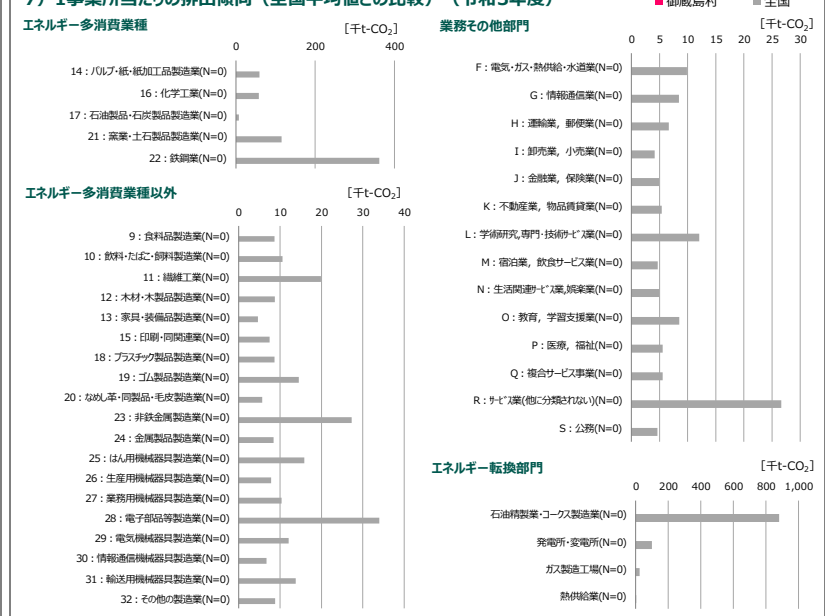 7）1事業所当たりの排出傾向（全国平均値との比較）（令和3年度）
■御蔵島村 ■全国
エネルギー多消費業種
［千t-CO₂］
0 200 400
14：パルプ・紙・紙加工品製造業(N=0)
16：化学工業(N=0)
17：石油製品・石炭製品製造業(N=0)
21：窯業・土石製品製造業(N=0)
22：鉄鋼業(N=0)
エネルギー多消費業種以外
［千t-CO₂］
0 10 20 30 40
9：食料品製造業(N=0)
10：飲料・たばこ・飼料製造業(N=0)
11：繊維工業(N=0)
12：木材・木製品製造業(N=0)
13：家具・装備品製造業(N=0)
15：印刷・同関連業(N=0)
18：プラスチック製品製造業(N=0)
19：ゴム製品製造業(N=0)
20：なめし革・同製品・毛皮製造業(N=0)
23：非鉄金属製造業(N=0)
24：金属製品製造業(N=0)
25：はん用機械器具製造業(N=0)
26：生産用機械器具製造業(N=0)
27：業務用機械器具製造業(N=0)
28：電子部品等製造業(N=0)
29：電気機械器具製造業(N=0)
30：情報通信機械器具製造業(N=0)
31：輸送用機械器具製造業(N=0)
32：その他の製造業(N=0)
業務その他部門
［千t-CO₂］
0 5 10 15 20 25 30
F：電気・ガス・熱供給・水道業(N=0)
G：情報通信業(N=0)
H：運輸業，郵便業(N=0)
I：卸売業，小売業(N=0)
J：金融業，保険業(N=0)
K：不動産業，物品賃貸業(N=0)
L：学術研究,専門・技術ｻｰﾋﾞｽ業(N=0)
M：宿泊業，飲食サービス業(N=0)
N：生活関連ｻｰﾋﾞｽ業,娯楽業(N=0)
O：教育，学習支援業(N=0)
P：医療，福祉(N=0)
Q：複合サービス事業(N=0)
R：ｻｰﾋﾞｽ業(他に分類されない)(N=0)
S：公務(N=0)
エネルギー転換部門
［千t-CO₂］
0 200 400 600 800 1,000
石油精製業・コークス製造業(N=0)
発電所・変電所(N=0)
ガス製造工場(N=0)
熱供給業(N=0)